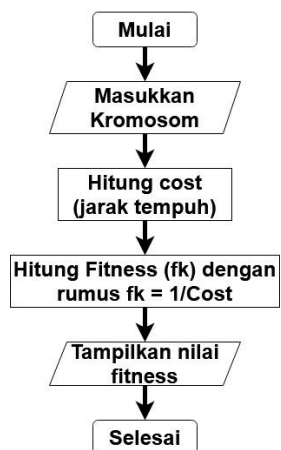 Mulai
Masukkan
Kromosom
Hitung cost
(jarak tempuh)
Hitung Fitness (fk) dengan
rumus fk = 1/Cost
Tampilkan nilai
fitness
Selesai